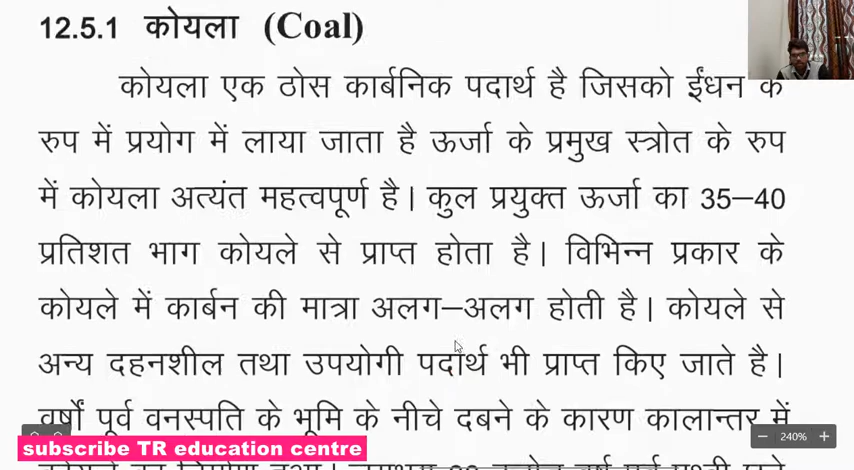 12.5.1 कोयला (Coal)
कोयला एक ठोस कार्बनिक पदार्थ है जिसको ईंधन के
रुप में प्रयोग में लाया जाता है ऊर्जा के प्रमुख स्त्रोत के रुप
में कोयला अत्यंत महत्वपूर्ण है। कुल प्रयुक्त ऊर्जा का 35–40
प्रतिशत भाग कोयले से प्राप्त होता है। विभिन्न प्रकार के
कोयले में कार्बन की मात्रा अलग–अलग होती है। कोयले से
अन्य दहनशील तथा उपयोगी पदार्थ भी प्राप्त किए जाते है।
वर्षों पूर्व वनस्पति के भूमि के नीचे दबने के कारण कालान्तर में
240%
subscribe TR education centre